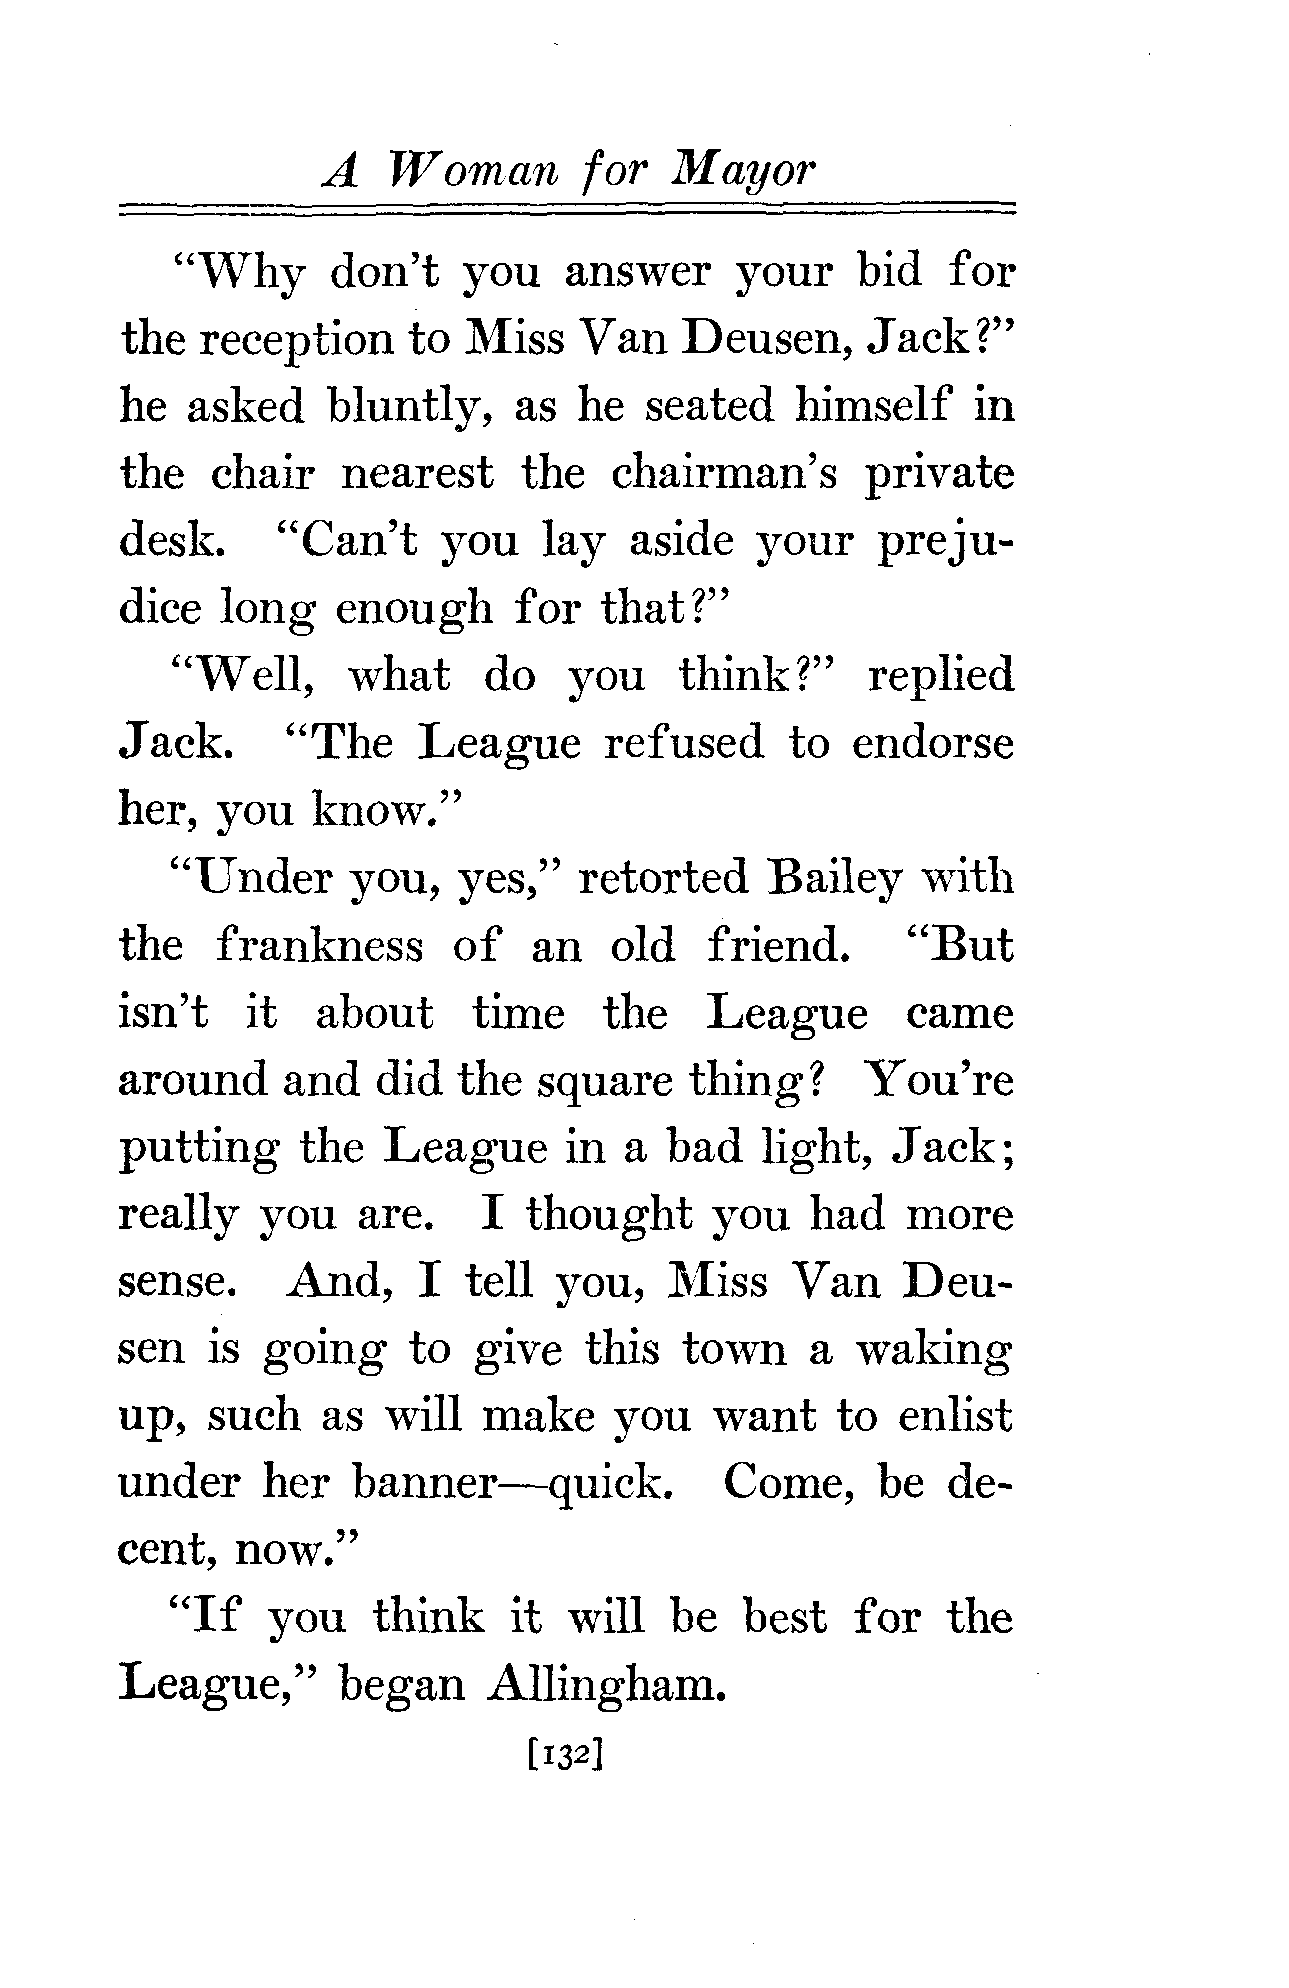 A Woman for Mayor
“Why don’t you answer your bid for
the reception to Miss Van Deusen, Jack?”
he asked bluntly, as he seated himself in
the chair nearest the chairman’s private
desk. “Can’t you lay aside your preju-
dice long enough for that?”
“Well, what do you think?” replied
Jack. “The League refused to endorse
her, you know.”
“Under you, yes,” retorted Bailey with
the frankness of an old friend. “But
isn’t it about time the League came
around and did the square thing? You’re
putting the League in a bad light, Jack;
really you are. I thought you had more
sense. And, I tell you, Miss Van Deu-
sen is going to give this town a waking
up, such as will make you want to enlist
under her banner—quick. Come, be de-
cent, now.”
“If you think it will be best for the
League,” began Allingham.
[132]